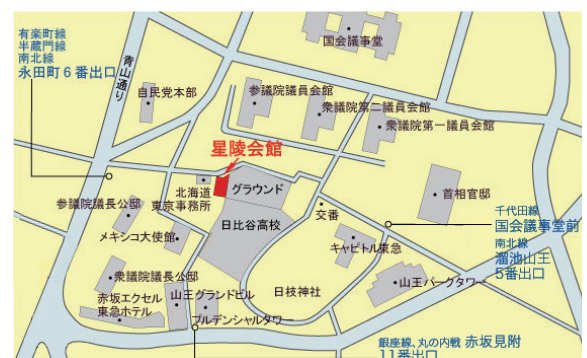 有楽町線
半蔵門線
南北線
永田町6番出口
青山通り
国会議事堂
自民党本部
参議院議員会館
衆議院第二議員会館
衆議院第一議員会館
星陵会館
北海道
東京事務所
グラウンド
参議院議長公邸
日比谷高校
首相官邸
交番
千代田線
国会議事堂前
メキシコ大使館
キャピトル東急
南北線
溜池山王
5番出口
衆議院議長公邸
赤坂エクセル
東急ホテル
山王グランドビル
日枝神社
山王パークタワー
プルデンシャルタワー
銀座線、丸の内戦 赤坂見附
11番出口